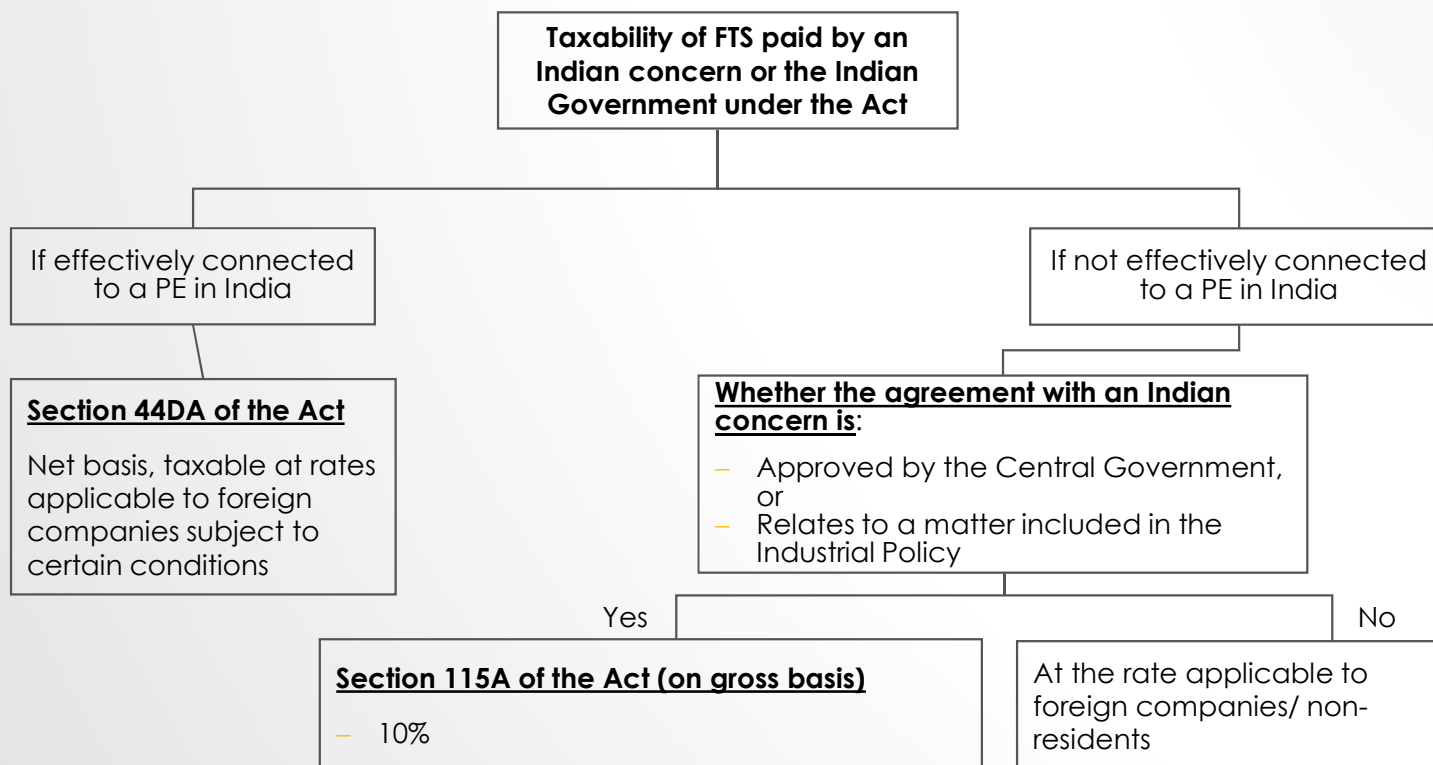 Taxability of FTS paid by an
Indian concern or the Indian
Government under the Act
If effectively connected
to a PE in India
If not effectively connected
to a PE in India
Section 44DA of the Act
Net basis, taxable at rates
applicable to foreign
companies subject to
certain conditions
Whether the agreement with an Indian
concern is:
– Approved by the Central Government,
or
– Relates to a matter included in the
Industrial Policy
Yes
No
Section 115A of the Act (on gross basis)
– 10%
At the rate applicable to
foreign companies/ non-
residents